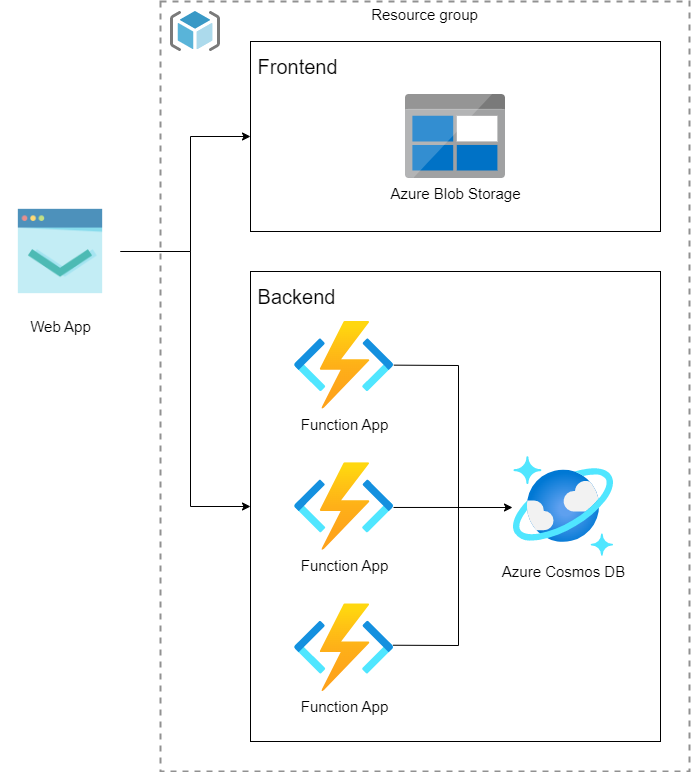 Resource group
Frontend
Azure Blob Storage
Web App
Backend
Function App
Function App
Azure Cosmos DB
Function App